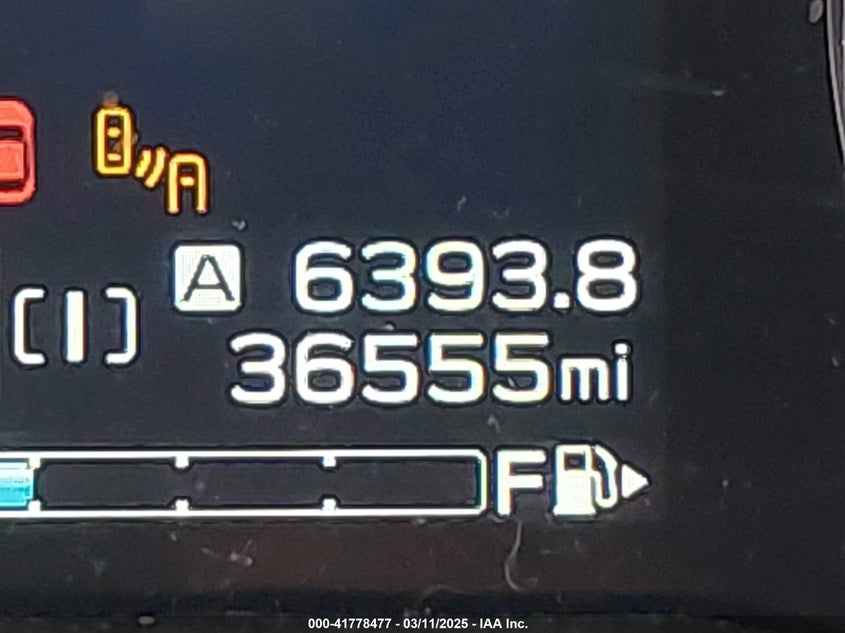 A 6393.8
[I]
36555mi
F
000-41778477 - 03/11/2025 - IAA Inc.